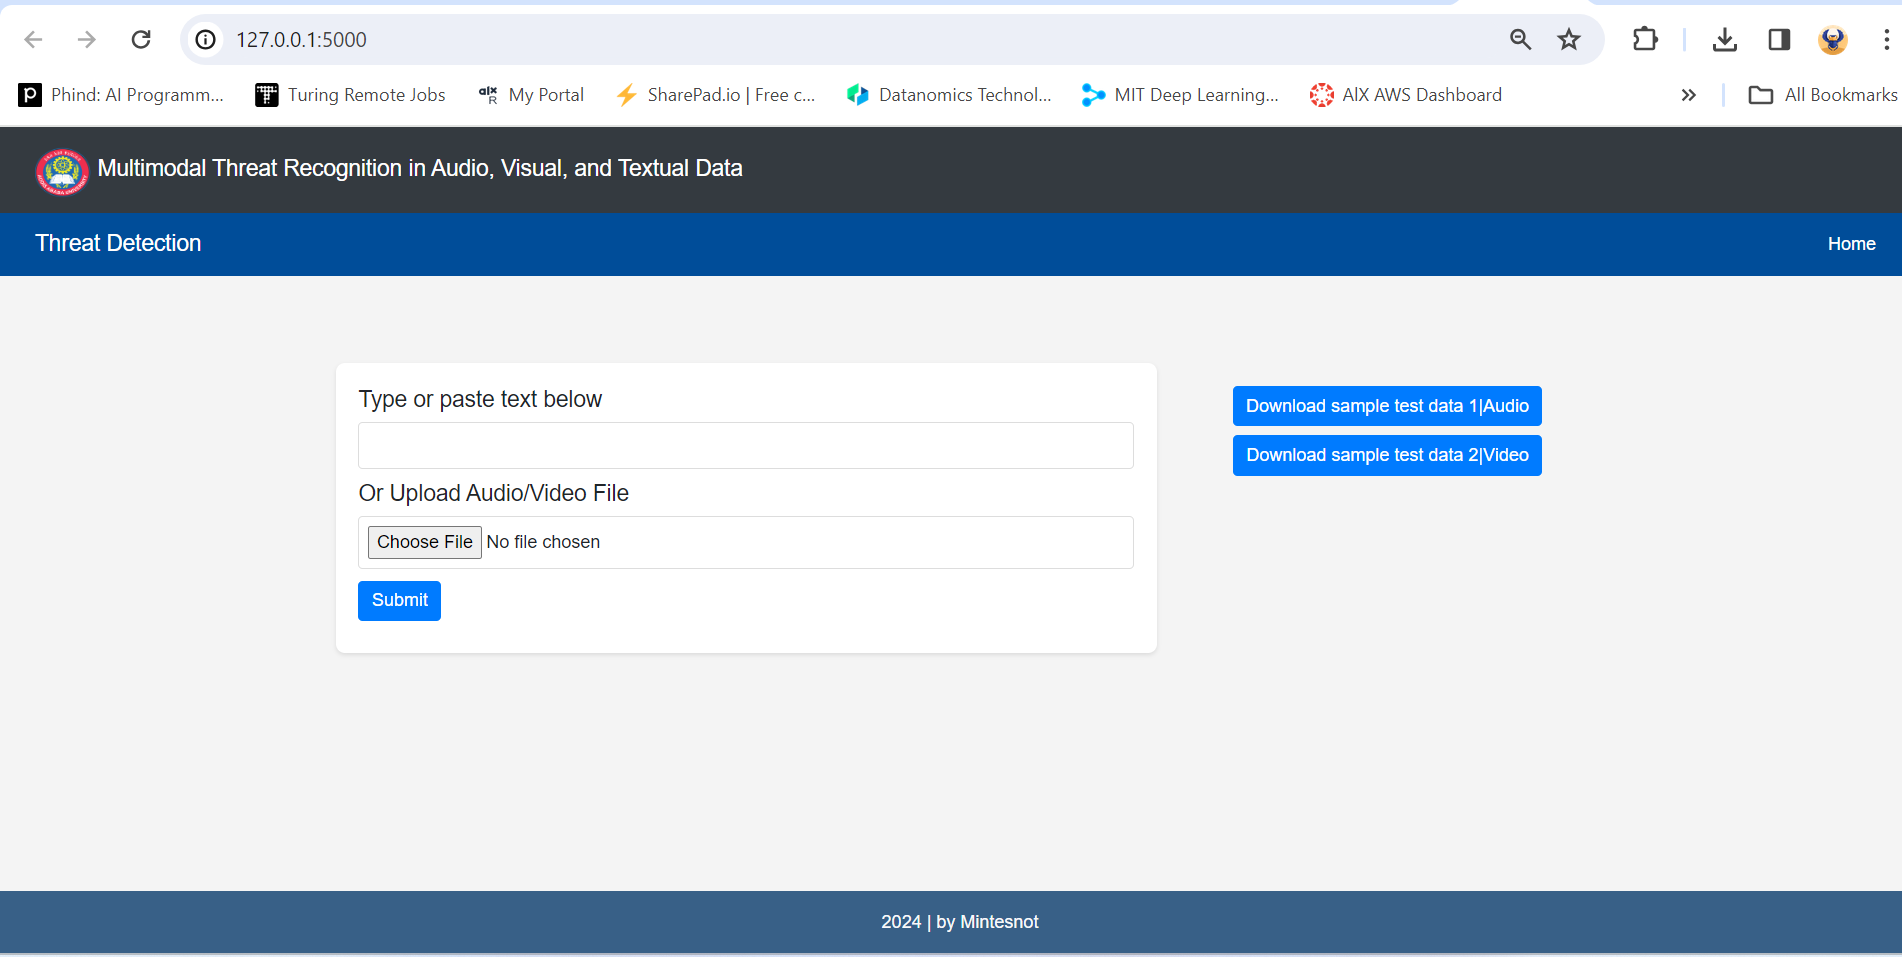 127.0.0.1:5000
Phind: AI Programm... Turing Remote Jobs alx R My Portal SharePad.io | Free c... Datanomics Technol... MIT Deep Learning... AlX AWS Dashboard » All Bookmarks
Multimodal Threat Recognition in Audio, Visual, and Textual Data
Threat Detection Home
Type or paste text below
Or Upload Audio/Video File
Choose File No file chosen
Submit
Download sample test data 1|Audio
Download sample test data 2|Video
2024 | by Mintesnot